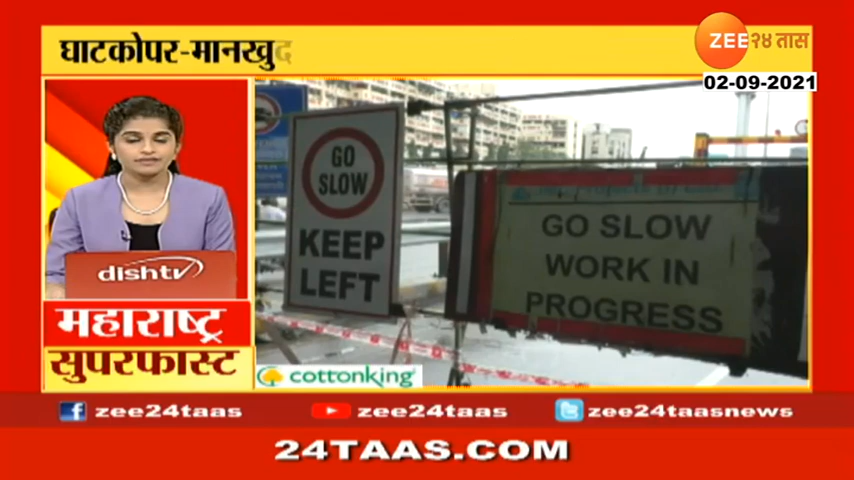 घाटकोपर-मानखुद
ZEE २४ तास
02-09-2021
GO
SLOW
KEEP
LEFT
GO SLOW
WORK IN
PROGRESS
dishtv
महाराष्ट्र
सुपरफास्ट
cottonking
zee24taas
zee24taas
zee24taasnews
24TAAS.COM